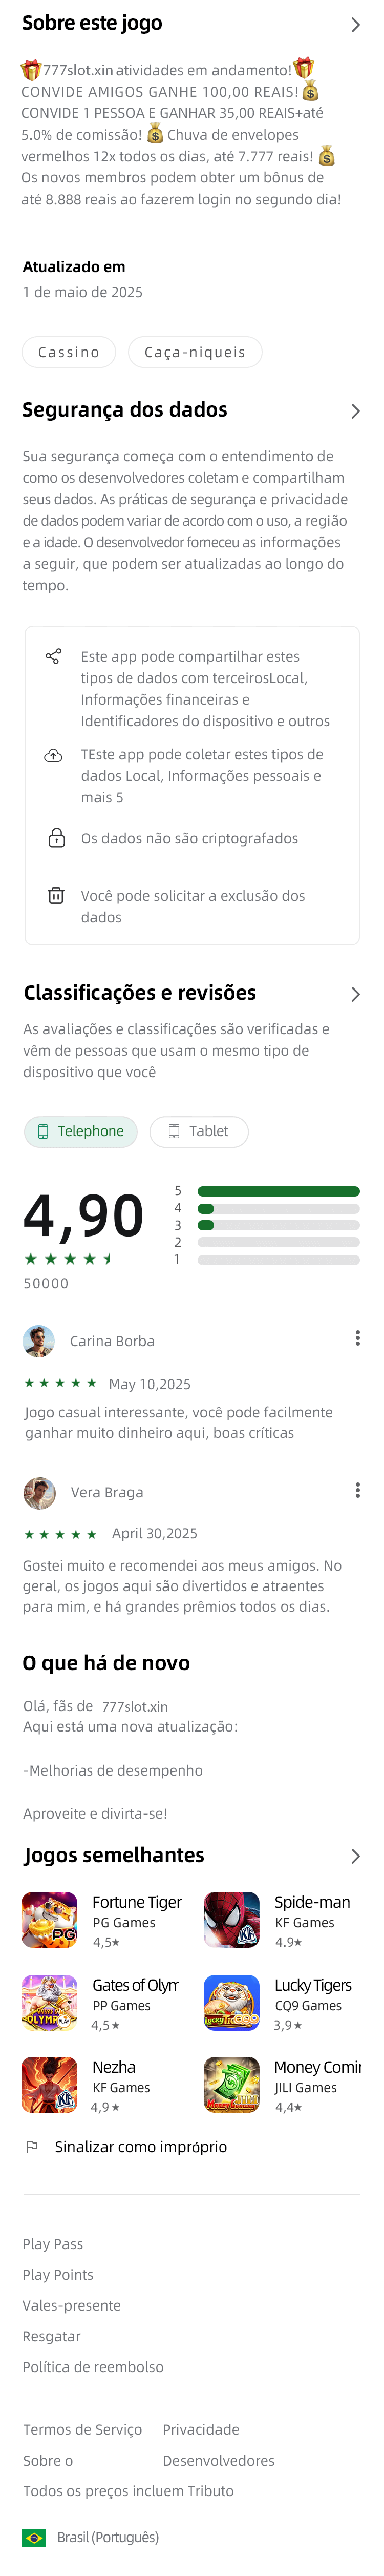 Sobre este jogo
777slot.xin atividades em andamento!
CONVIDE AMIGOS GANHE 100,00 REAIS!
CONVIDE 1 PESSOA E GANHAR 35,00 REAIS+até
5.0% de comissão! Chuva de envelopes
vermelhos 12x todos os dias, até 7.777 reais!
Os novos membros podem obter um bônus de
até 8.888 reais ao fazerem login no segundo dia!
Atualizado em
1 de maio de 2025
Cassino Caça-niqueis
Segurança dos dados
Sua segurança começa com o entendimento de
como os desenvolvedores coletam e compartilham
seus dados. As práticas de segurança e privacidade
de dados podem variar de acordo com o uso, a região
e a idade. O desenvolvedor forneceu as informações
a seguir, que podem ser atualizadas ao longo do
tempo.
Este app pode compartilhar estes
tipos de dados com terceirosLocal,
Informações financeiras e
Identificadores do dispositivo e outros
TEste app pode coletar estes tipos de
dados Local, Informações pessoais e
mais 5
Os dados não são criptografados
Você pode solicitar a exclusão dos
dados
Classificações e revisões
As avaliações e classificações são verificadas e
vêm de pessoas que usam o mesmo tipo de
dispositivo que você
Telephone Tablet
4,90
5
4
3
2
1
50000
Carina Borba
May 10,2025
Jogo casual interessante, você pode facilmente
ganhar muito dinheiro aqui, boas críticas
Vera Braga
April 30,2025
Gostei muito e recomendei aos meus amigos. No
geral, os jogos aqui são divertidos e atraentes
para mim, e há grandes prêmios todos os dias.
O que há de novo
Olá, fãs de 777slot.xin
Aqui está uma nova atualização:
-Melhorias de desempenho
Aproveite e divirta-se!
Jogos semelhantes
Fortune Tiger
PG Games
4,5★
Spide-man
KF Games
4.9★
Gates of Olym
PP Games
4,5★
Lucky Tigers
CQ9 Games
3,9★
Nezha
KF Games
4,9★
Money Comin
JILI Games
4,4★
Sinalizar como impróprio
Play Pass
Play Points
Vales-presente
Resgatar
Política de reembolso
Termos de Serviço Privacidade
Sobre o Desenvolvedores
Todos os preços incluem Tributo
Brasil (Português)